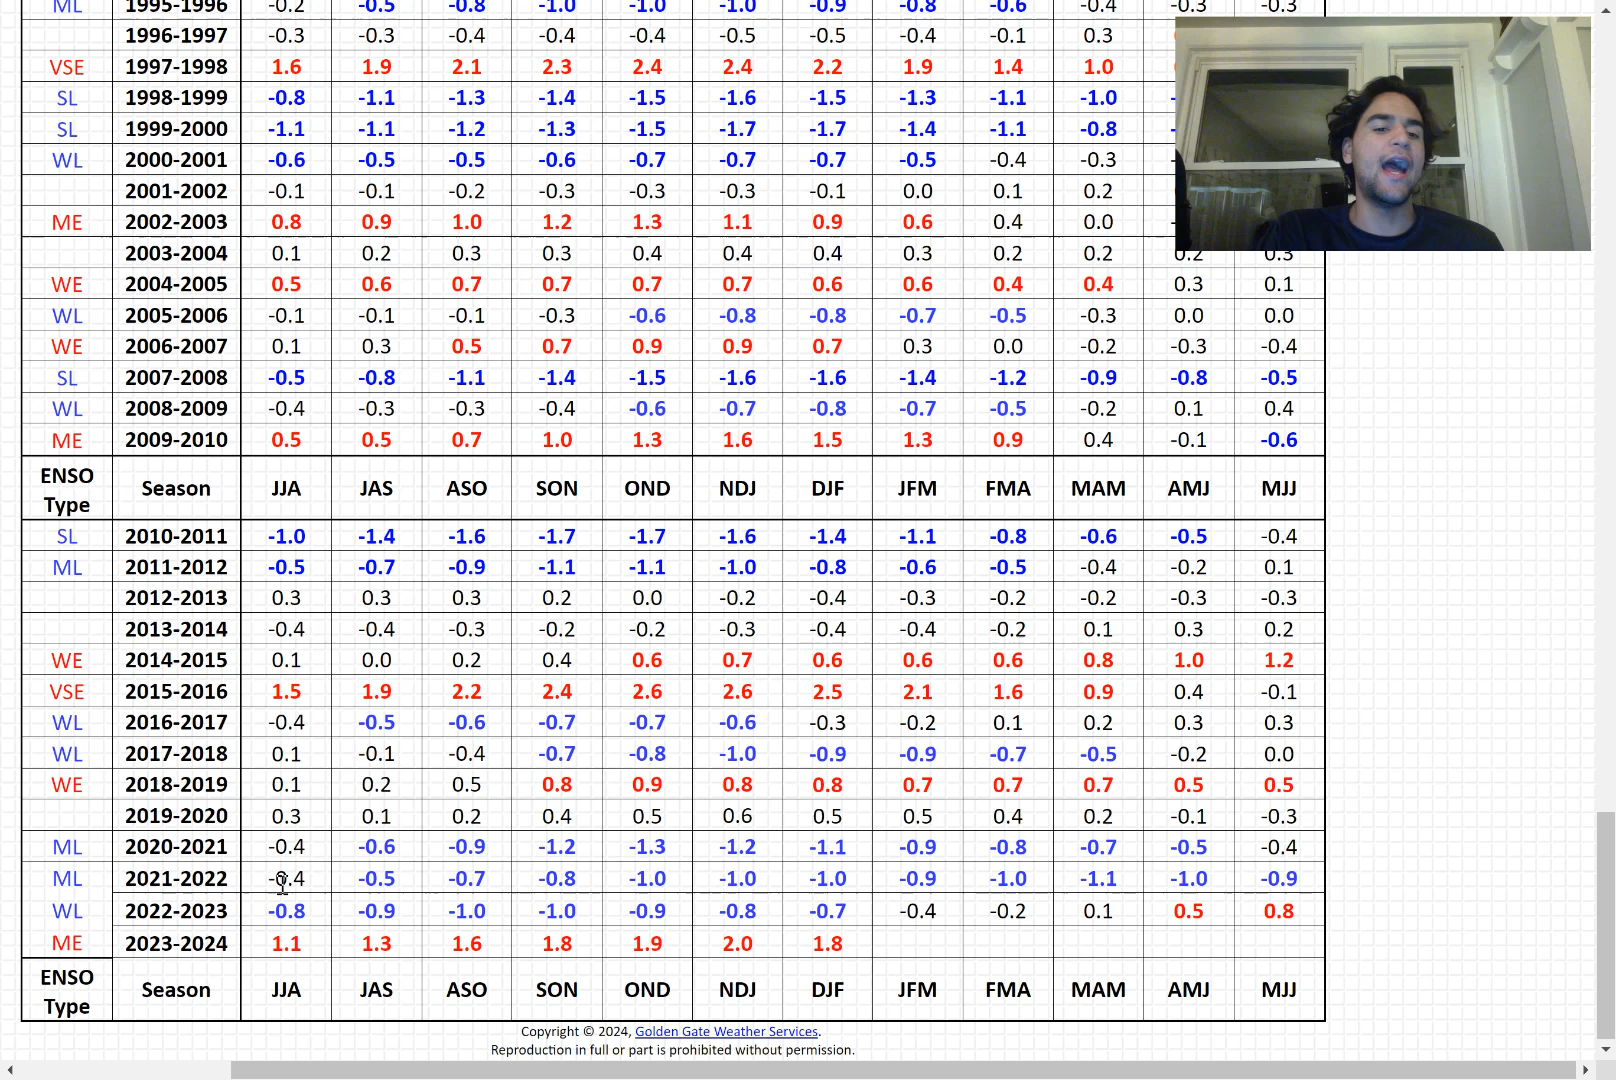 ML 1995-1996 -0.2 -0.5 -0.8 -1.0 -1.0 -1.0 -0.9 -0.8 -0.6 -0.4 -0.3 -0.3
1996-1997 -0.3 -0.3 -0.4 -0.4 -0.4 -0.5 -0.5 -0.4 -0.1 0.3
VSE 1997-1998 1.6 1.9 2.1 2.3 2.4 2.4 2.2 1.9 1.4 1.0
SL 1998-1999 -0.8 -1.1 -1.3 -1.4 -1.5 -1.6 -1.5 -1.3 -1.1 -1.0
SL 1999-2000 -1.1 -1.1 -1.2 -1.3 -1.5 -1.7 -1.7 -1.4 -1.1 -0.8
WL 2000-2001 -0.6 -0.5 -0.5 -0.6 -0.7 -0.7 -0.7 -0.5 -0.4 -0.3
2001-2002 -0.1 -0.1 -0.2 -0.3 -0.3 -0.3 -0.1 0.0 0.1 0.2
ME 2002-2003 0.8 0.9 1.0 1.2 1.3 1.1 0.9 0.6 0.4 0.0
2003-2004 0.1 0.2 0.3 0.3 0.4 0.4 0.4 0.3 0.2 0.2 0.2 0.3
WE 2004-2005 0.5 0.6 0.7 0.7 0.7 0.7 0.6 0.6 0.4 0.4 0.3 0.1
WL 2005-2006 -0.1 -0.1 -0.1 -0.3 -0.6 -0.8 -0.8 -0.7 -0.5 -0.3 0.0 0.0
WE 2006-2007 0.1 0.3 0.5 0.7 0.9 0.9 0.7 0.3 0.0 -0.2 -0.3 -0.4
SL 2007-2008 -0.5 -0.8 -1.1 -1.4 -1.5 -1.6 -1.6 -1.4 -1.2 -0.9 -0.8 -0.5
WL 2008-2009 -0.4 -0.3 -0.3 -0.4 -0.6 -0.7 -0.8 -0.7 -0.5 -0.2 0.1 0.4
ME 2009-2010 0.5 0.5 0.7 1.0 1.3 1.6 1.5 1.3 0.9 0.4 -0.1 -0.6
ENSO
Type Season JJA JAS ASO SON OND NDJ DJF JFM FMA MAM AMJ MJJ
SL 2010-2011 -1.0 -1.4 -1.6 -1.7 -1.7 -1.6 -1.4 -1.1 -0.8 -0.6 -0.5 -0.4
ML 2011-2012 -0.5 -0.7 -0.9 -1.1 -1.1 -1.0 -0.8 -0.6 -0.5 -0.4 -0.2 0.1
2012-2013 0.3 0.3 0.3 0.2 0.0 -0.2 -0.4 -0.3 -0.2 -0.2 -0.3 -0.3
2013-2014 -0.4 -0.4 -0.3 -0.2 -0.2 -0.3 -0.4 -0.4 -0.2 0.1 0.3 0.2
WE 2014-2015 0.1 0.0 0.2 0.4 0.6 0.7 0.6 0.6 0.6 0.8 1.0 1.2
VSE 2015-2016 1.5 1.9 2.2 2.4 2.6 2.6 2.5 2.1 1.6 0.9 0.4 -0.1
WL 2016-2017 -0.4 -0.5 -0.6 -0.7 -0.7 -0.6 -0.3 -0.2 0.1 0.2 0.3 0.3
WL 2017-2018 0.1 -0.1 -0.4 -0.7 -0.8 -1.0 -0.9 -0.9 -0.7 -0.5 -0.2 0.0
WE 2018-2019 0.1 0.2 0.5 0.8 0.9 0.8 0.8 0.7 0.7 0.7 0.5 0.5
2019-2020 0.3 0.1 0.2 0.4 0.5 0.6 0.5 0.5 0.4 0.2 -0.1 -0.3
ML 2020-2021 -0.4 -0.6 -0.9 -1.2 -1.3 -1.2 -1.1 -0.9 -0.8 -0.7 -0.5 -0.4
ML 2021-2022 -0.4 -0.5 -0.7 -0.8 -1.0 -1.0 -1.0 -0.9 -1.0 -1.1 -1.0 -0.9
WL 2022-2023 -0.8 -0.9 -1.0 -1.0 -0.9 -0.8 -0.7 -0.4 -0.2 0.1 0.5 0.8
ME 2023-2024 1.1 1.3 1.6 1.8 1.9 2.0 1.8
ENSO
Type Season JJA JAS ASO SON OND NDJ DJF JFM FMA MAM AMJ MJJ
Copyright © 2024, Golden Gate Weather Services.
Reproduction in full or part is prohibited without permission.